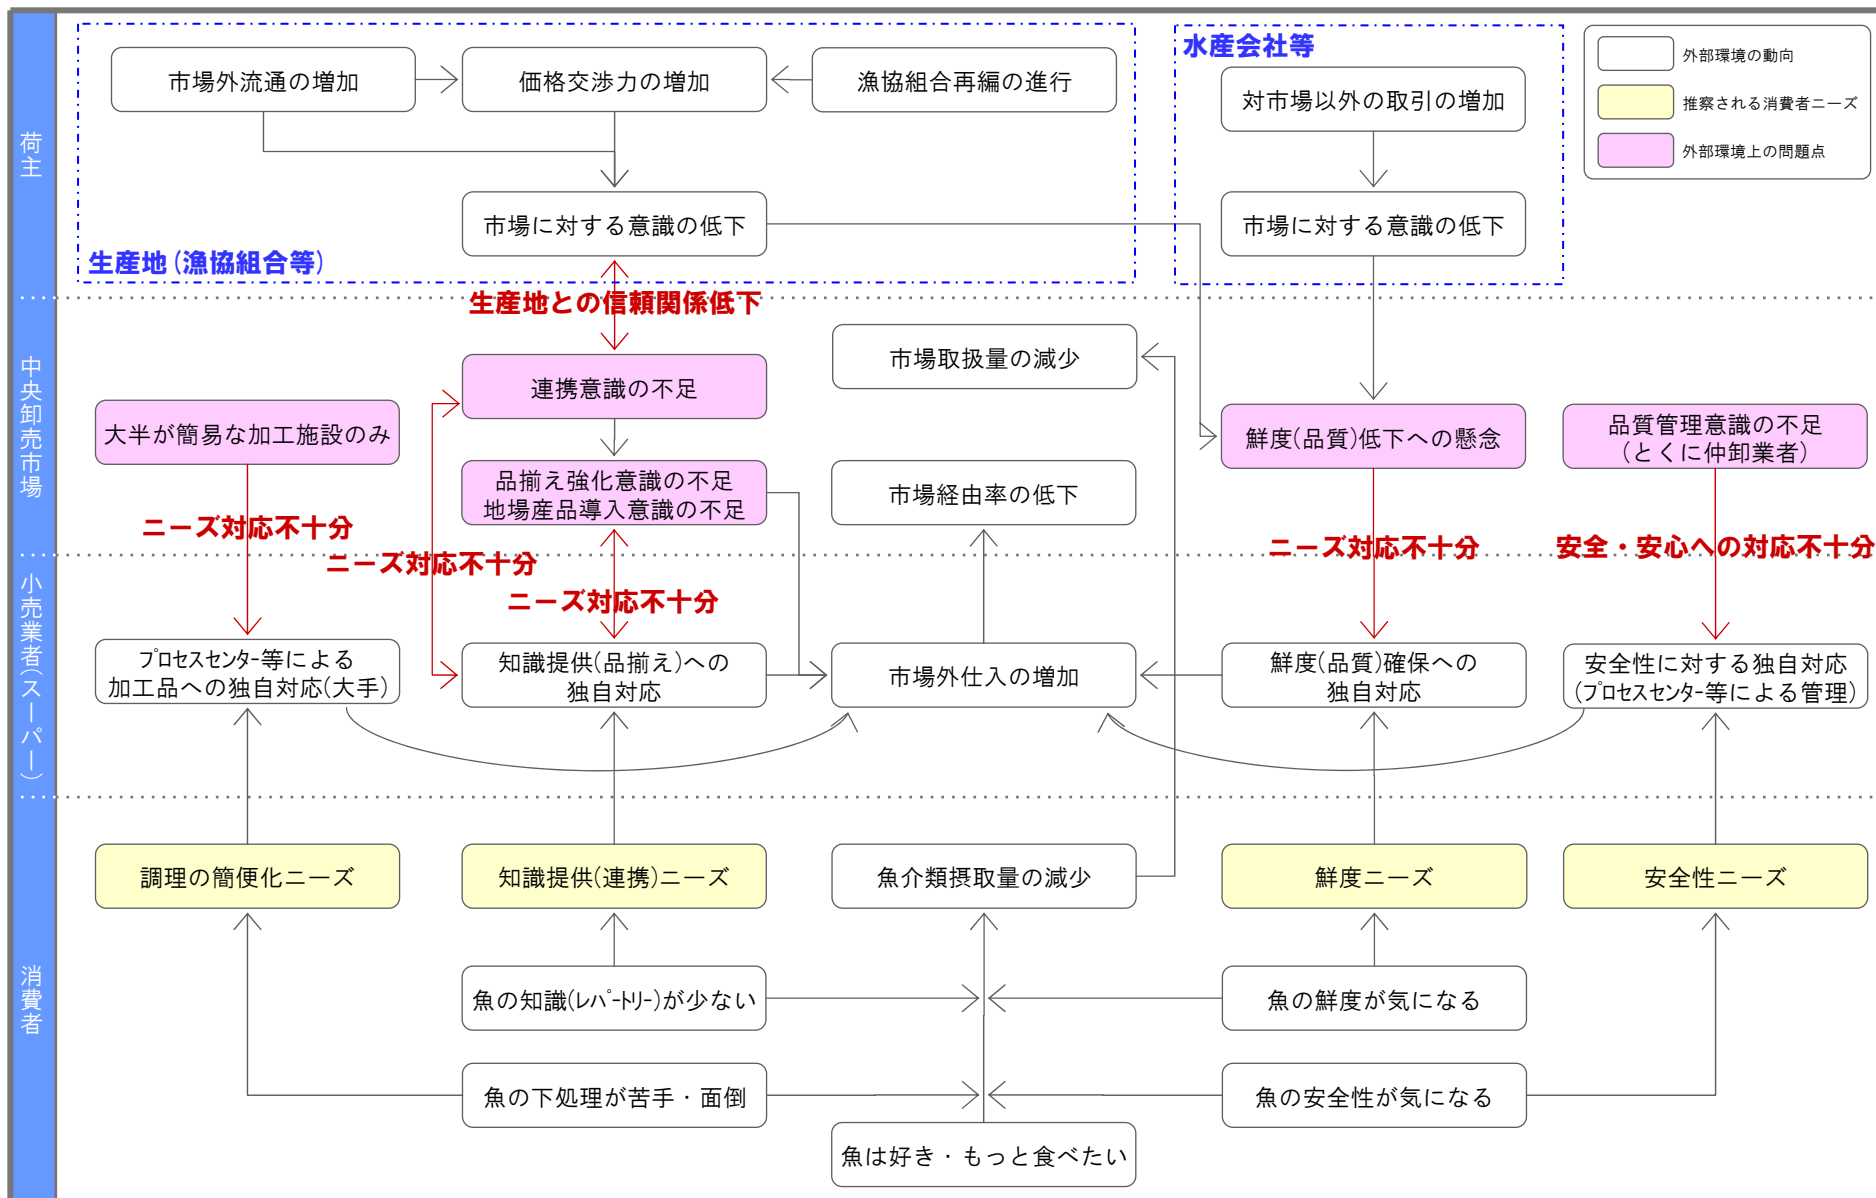 水産会社等
外部環境の動向
推察される消費者ニーズ
外部環境上の問題点
荷主
市場外流通の増加
価格交渉力の増加
漁協組合再編の進行
対市場以外の取引の増加
市場に対する意識の低下
市場に対する意識の低下
生産地(漁協組合等)
生産地との信頼関係低下
中央卸売市場
市場取扱量の減少
連携意識の不足
大半が簡易な加工施設のみ
鮮度(品質)低下への懸念
品質管理意識の不足
(とくに仲卸業者)
品揃え強化意識の不足
地場産品導入意識の不足
市場経由率の低下
ニーズ対応不十分
ニーズ対応不十分
ニーズ対応不十分
ニーズ対応不十分
安全・安心への対応不十分
小売業者(スーパー)
プロセスセンター等による
加工品への独自対応(大手)
知識提供(品揃え)への
独自対応
市場外仕入の増加
鮮度(品質)確保への
独自対応
安全性に対する独自対応
(プロセスセンター等による管理)
消費者
調理の簡便化ニーズ
知識提供(連携)ニーズ
魚介類摂取量の減少
鮮度ニーズ
安全性ニーズ
魚の知識(レパートリー)が少ない
魚の鮮度が気になる
魚の下処理が苦手・面倒
魚の安全性が気になる
魚は好き・もっと食べたい